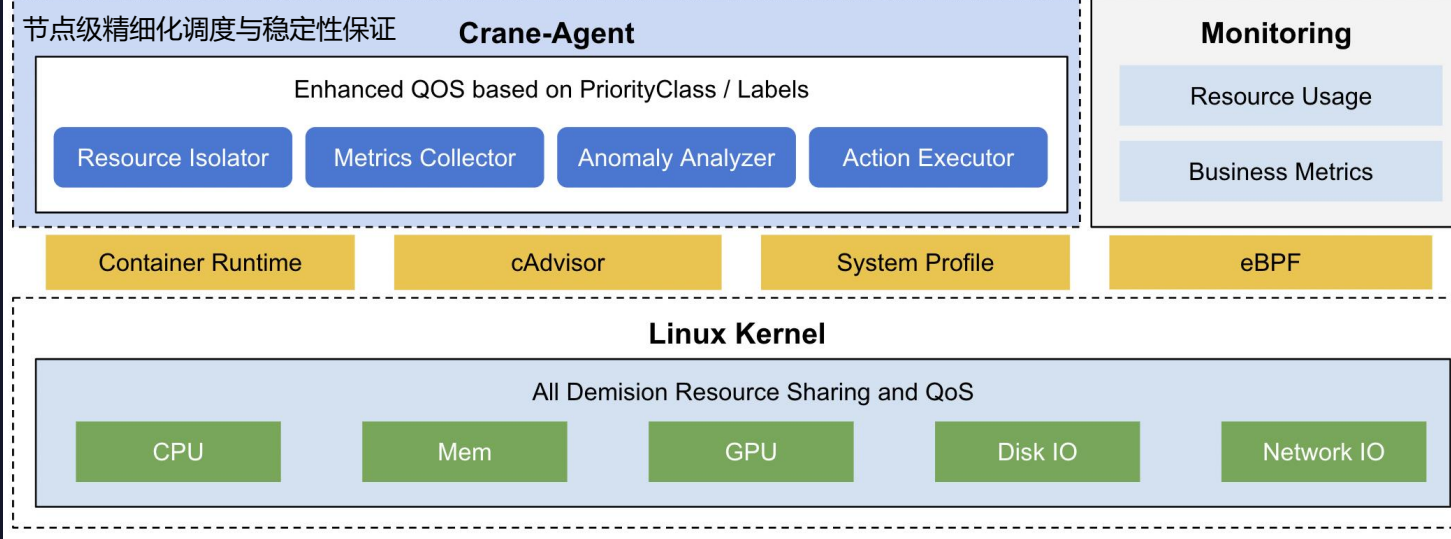 节点级精细化调度与稳定性保证
Crane-Agent
Enhanced QOS based on PriorityClass / Labels
Resource Isolator
Metrics Collector
Anomaly Analyzer
Action Executor
Monitoring
Resource Usage
Business Metrics
Container Runtime
cAdvisor
System Profile
eBPF
Linux Kernel
All Demision Resource Sharing and QoS
CPU
Mem
GPU
Disk IO
Network IO